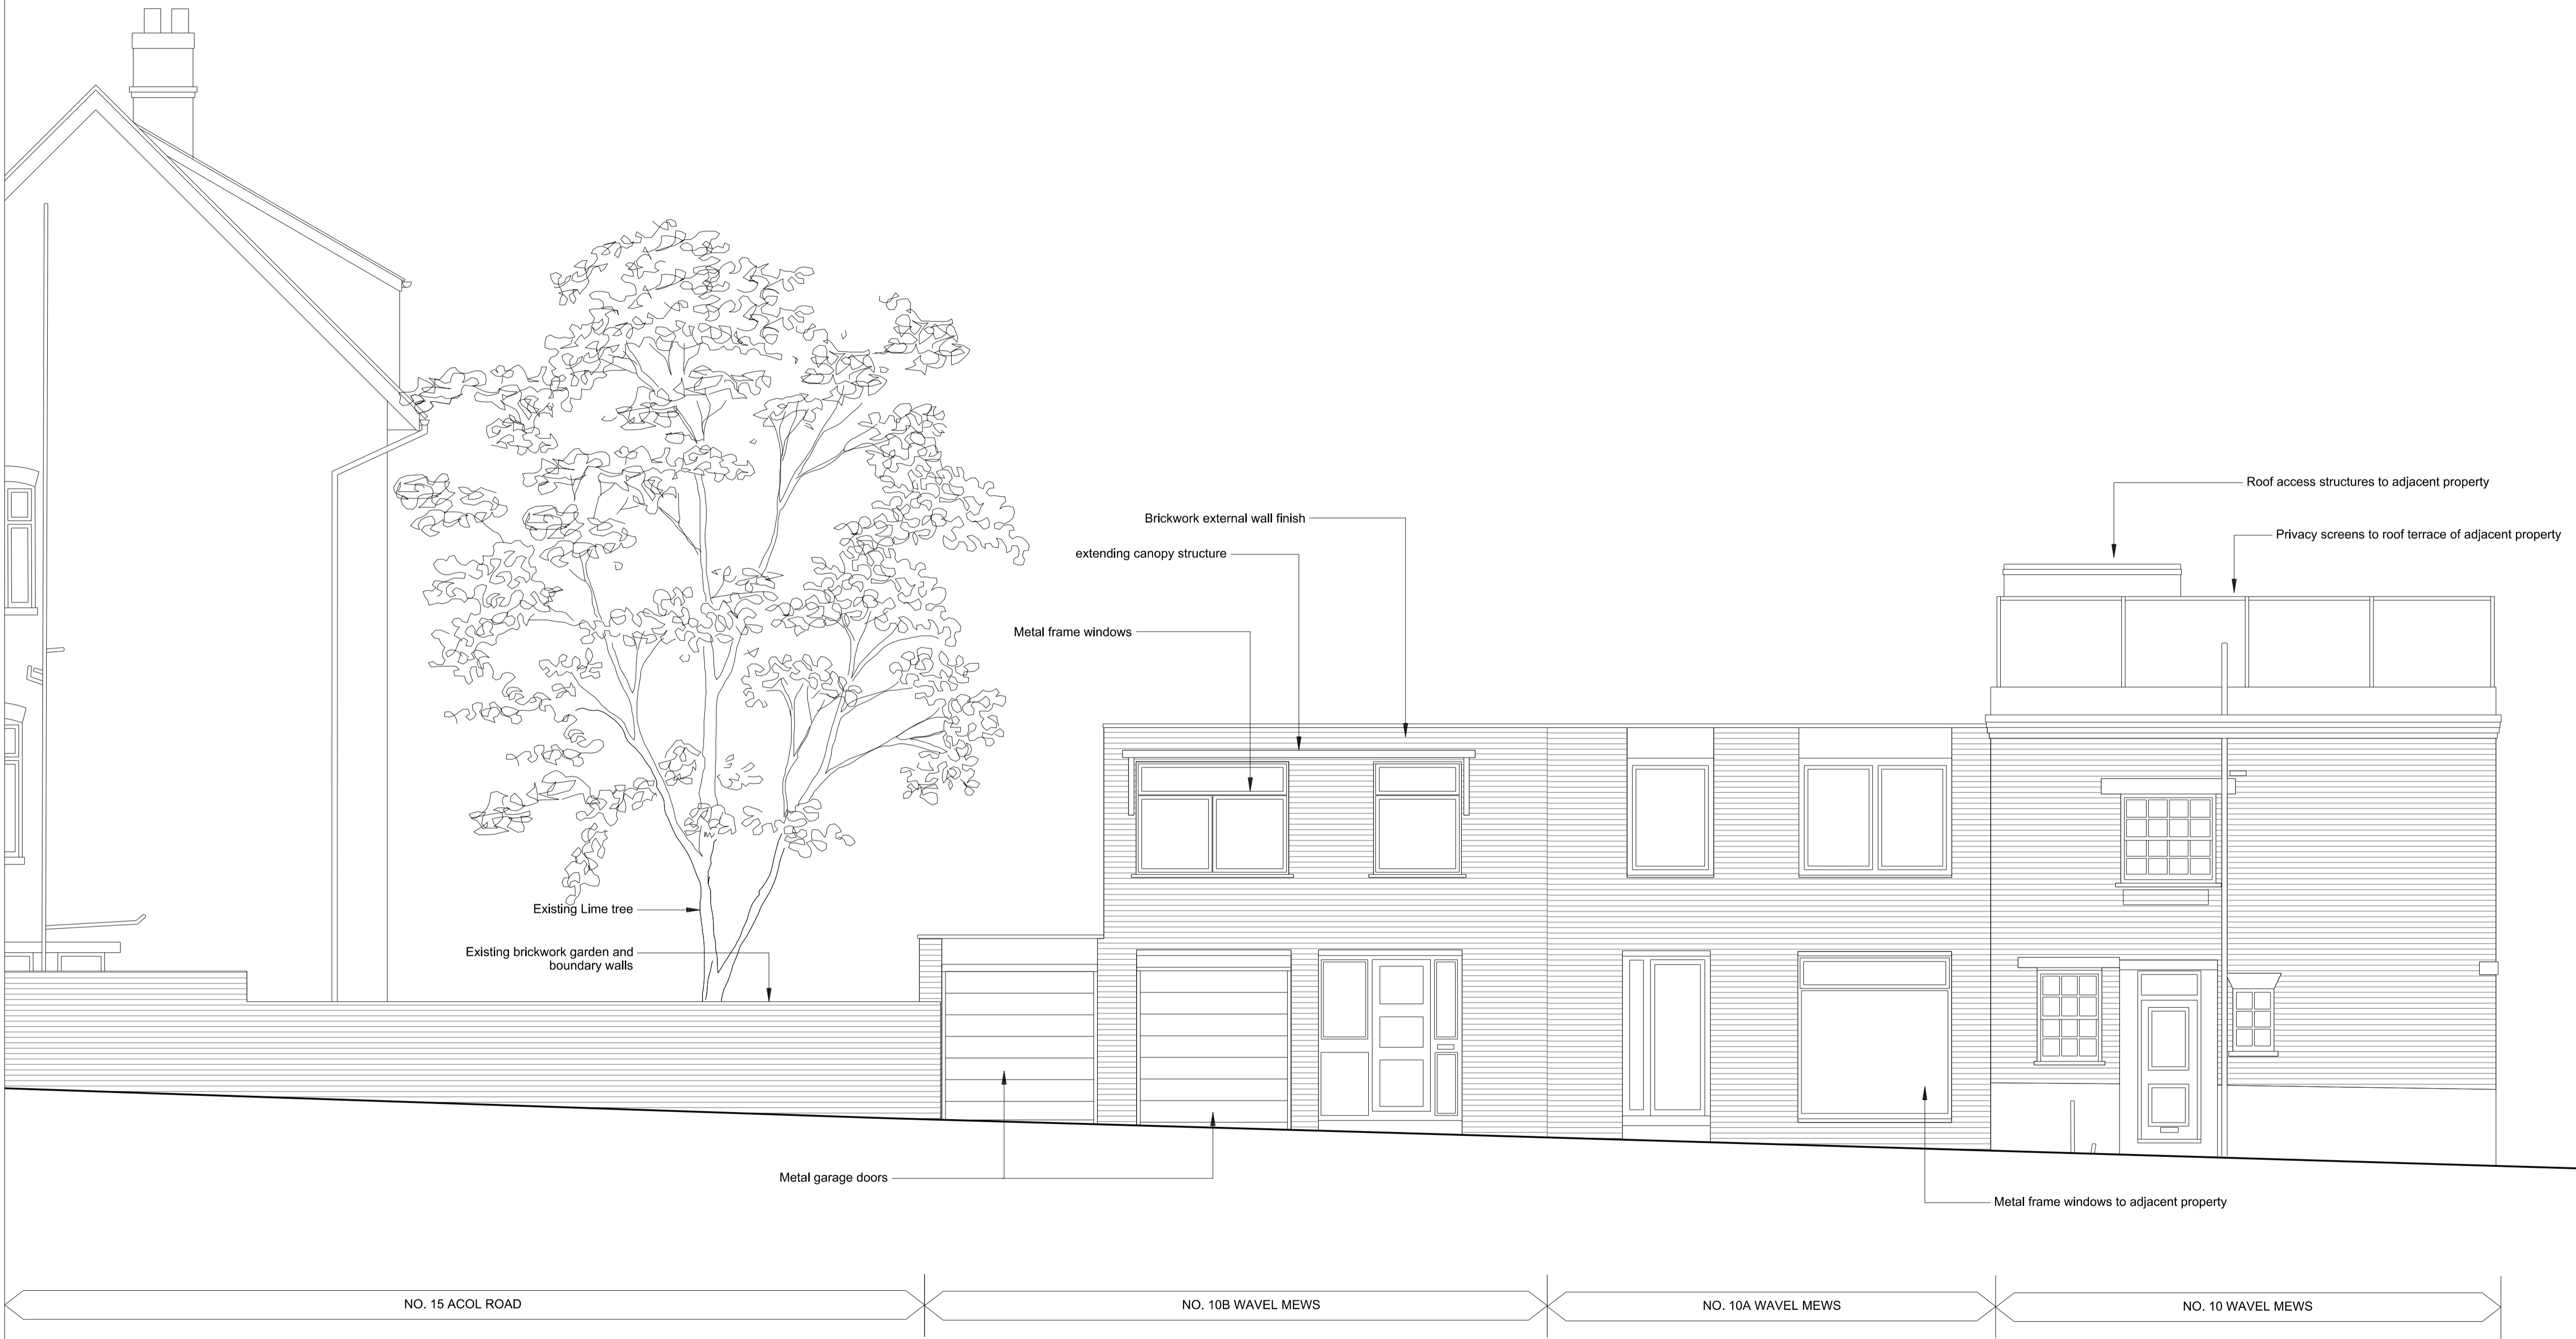 Roof access structures to adjacent property
Brickwork external wall finish
Privacy screens to roof terrace of adjacent property
extending canopy structure
Metal frame windows
Existing Lime tree
Existing brickwork garden and
boundary walls
Metal garage doors
Metal frame windows to adjacent property
NO. 15 ACOL ROAD
NO. 10B WAVEL MEWS
NO. 10A WAVEL MEWS
NO. 10 WAVEL MEWS